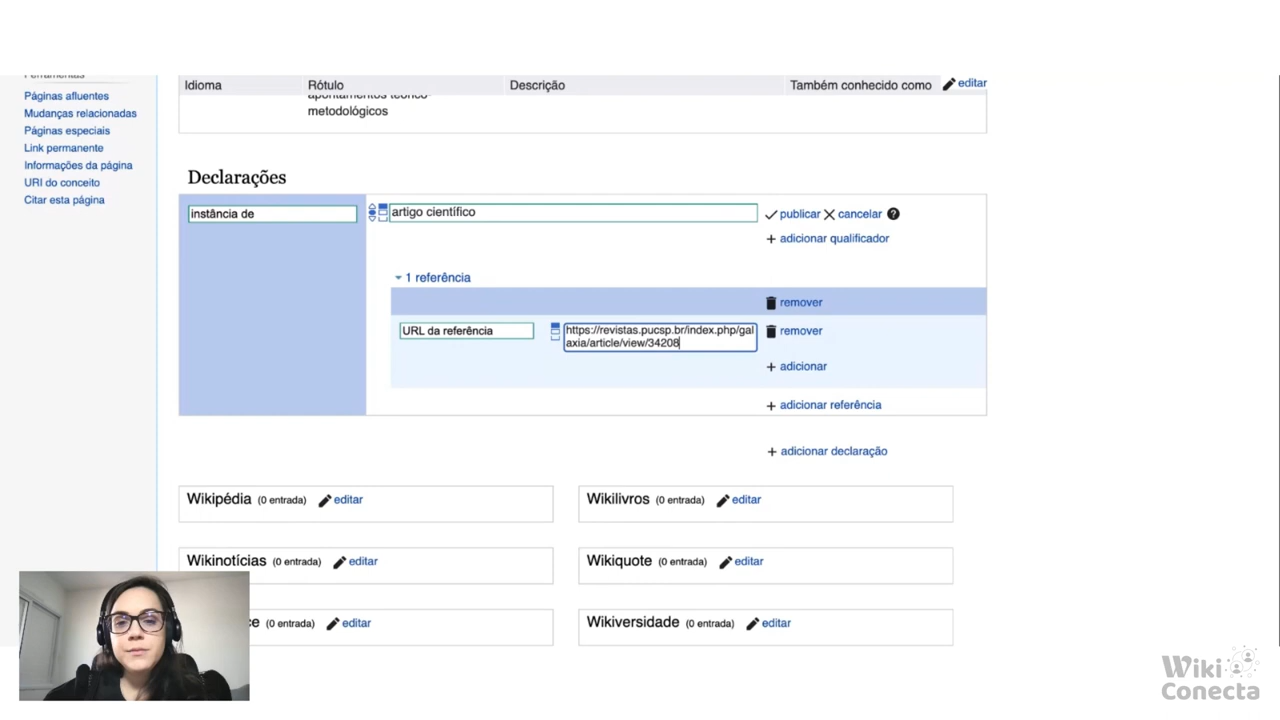 Ferramentas
Páginas afluentes
Mudanças relacionadas
Páginas especiais
Link permanente
Informações da página
URI do conceito
Citar esta página
Idioma Rótulo Descrição Também conhecido como editar
apontamentos teórico-
metodológicos
Declarações
instância de
artigo científico
publicar cancelar ?
+ adicionar qualificador
1 referência
remover
URL da referência
https://revistas.pucsp.br/index.php/gal
axia/article/view/34208
remover
+ adicionar
+ adicionar referência
+ adicionar declaração
Wikipédia (0 entrada) editar
Wikilivros (0 entrada) editar
Wikinotícias (0 entrada) editar
Wikiquote (0 entrada) editar
ce (0 entrada) editar
Wikiversidade (0 entrada) editar
Wiki
Conecta